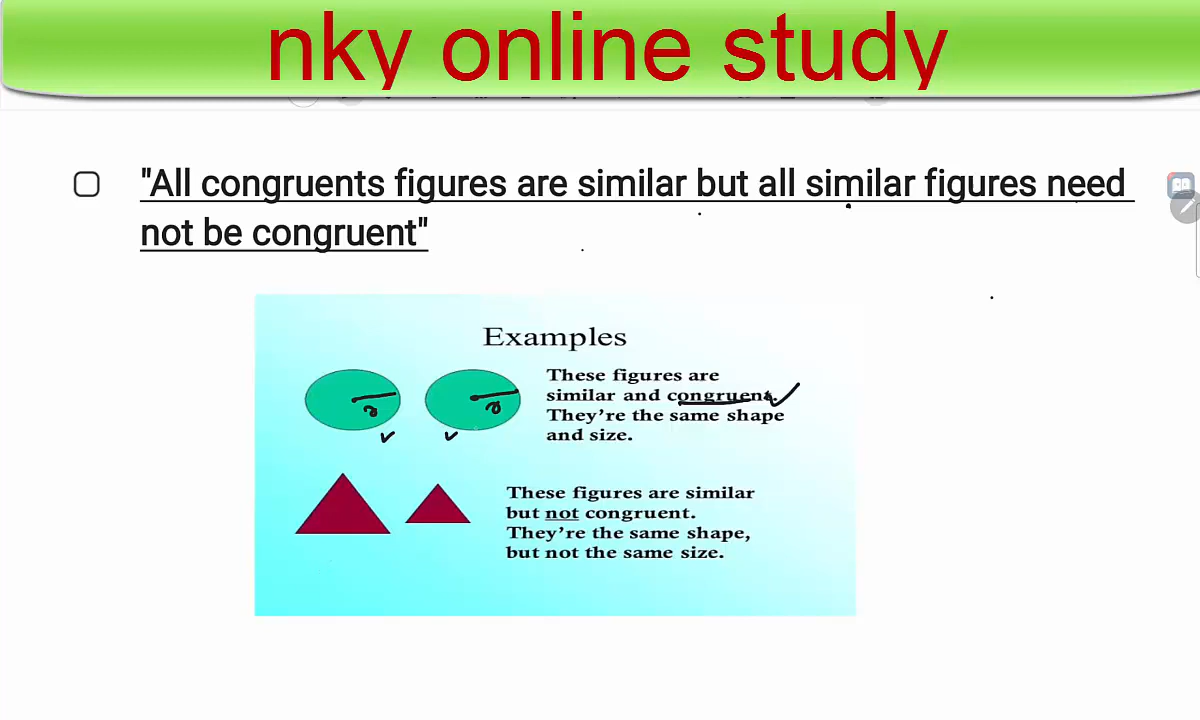 nky online study
"All congruents figures are similar but all similar figures need
not be congruent"
Examples
These figures are
similar and congruent.
They're the same shape
and size.
These figures are similar
but not congruent.
They're the same shape,
but not the same size.